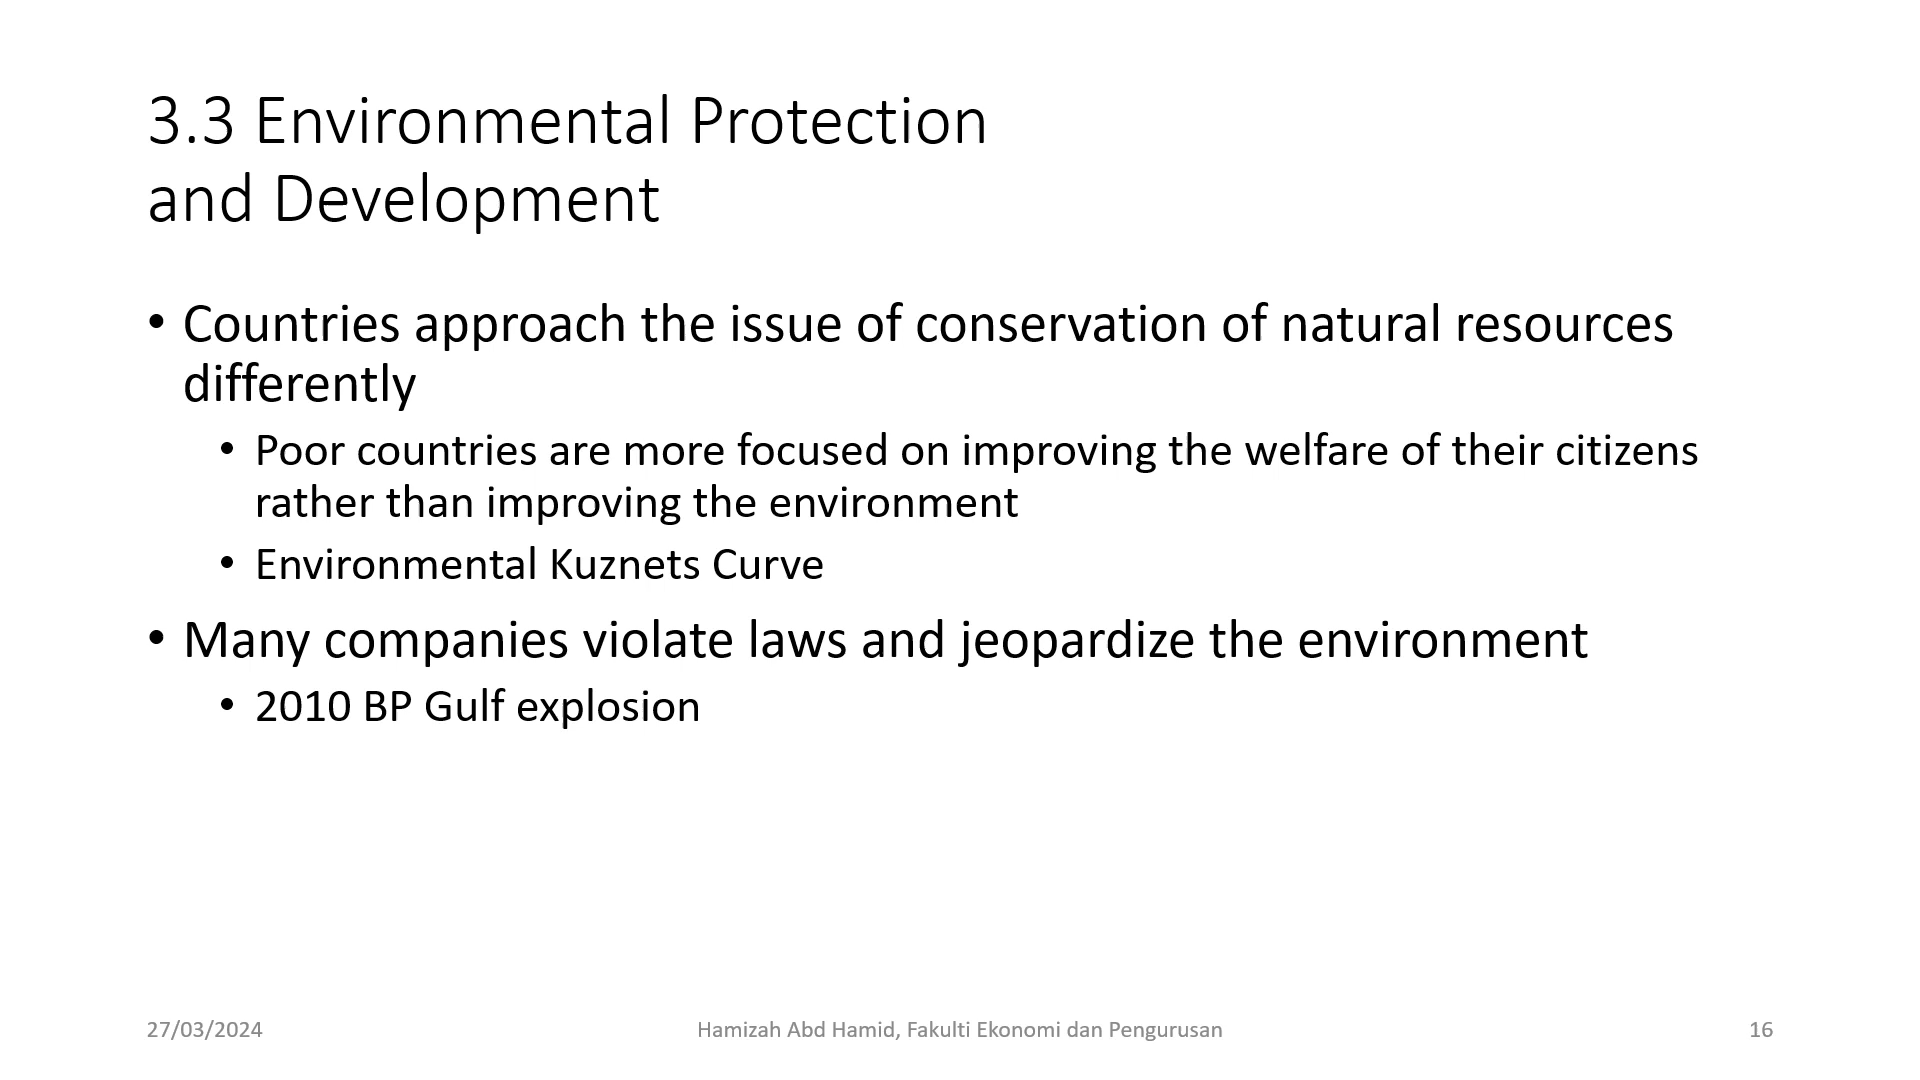 3.3 Environmental Protection
and Development
• Countries approach the issue of conservation of natural resources
differently
• Poor countries are more focused on improving the welfare of their citizens
rather than improving the environment
• Environmental Kuznets Curve
• Many companies violate laws and jeopardize the environment
• 2010 BP Gulf explosion
27/03/2024
Hamizah Abd Hamid, Fakulti Ekonomi dan Pengurusan
16